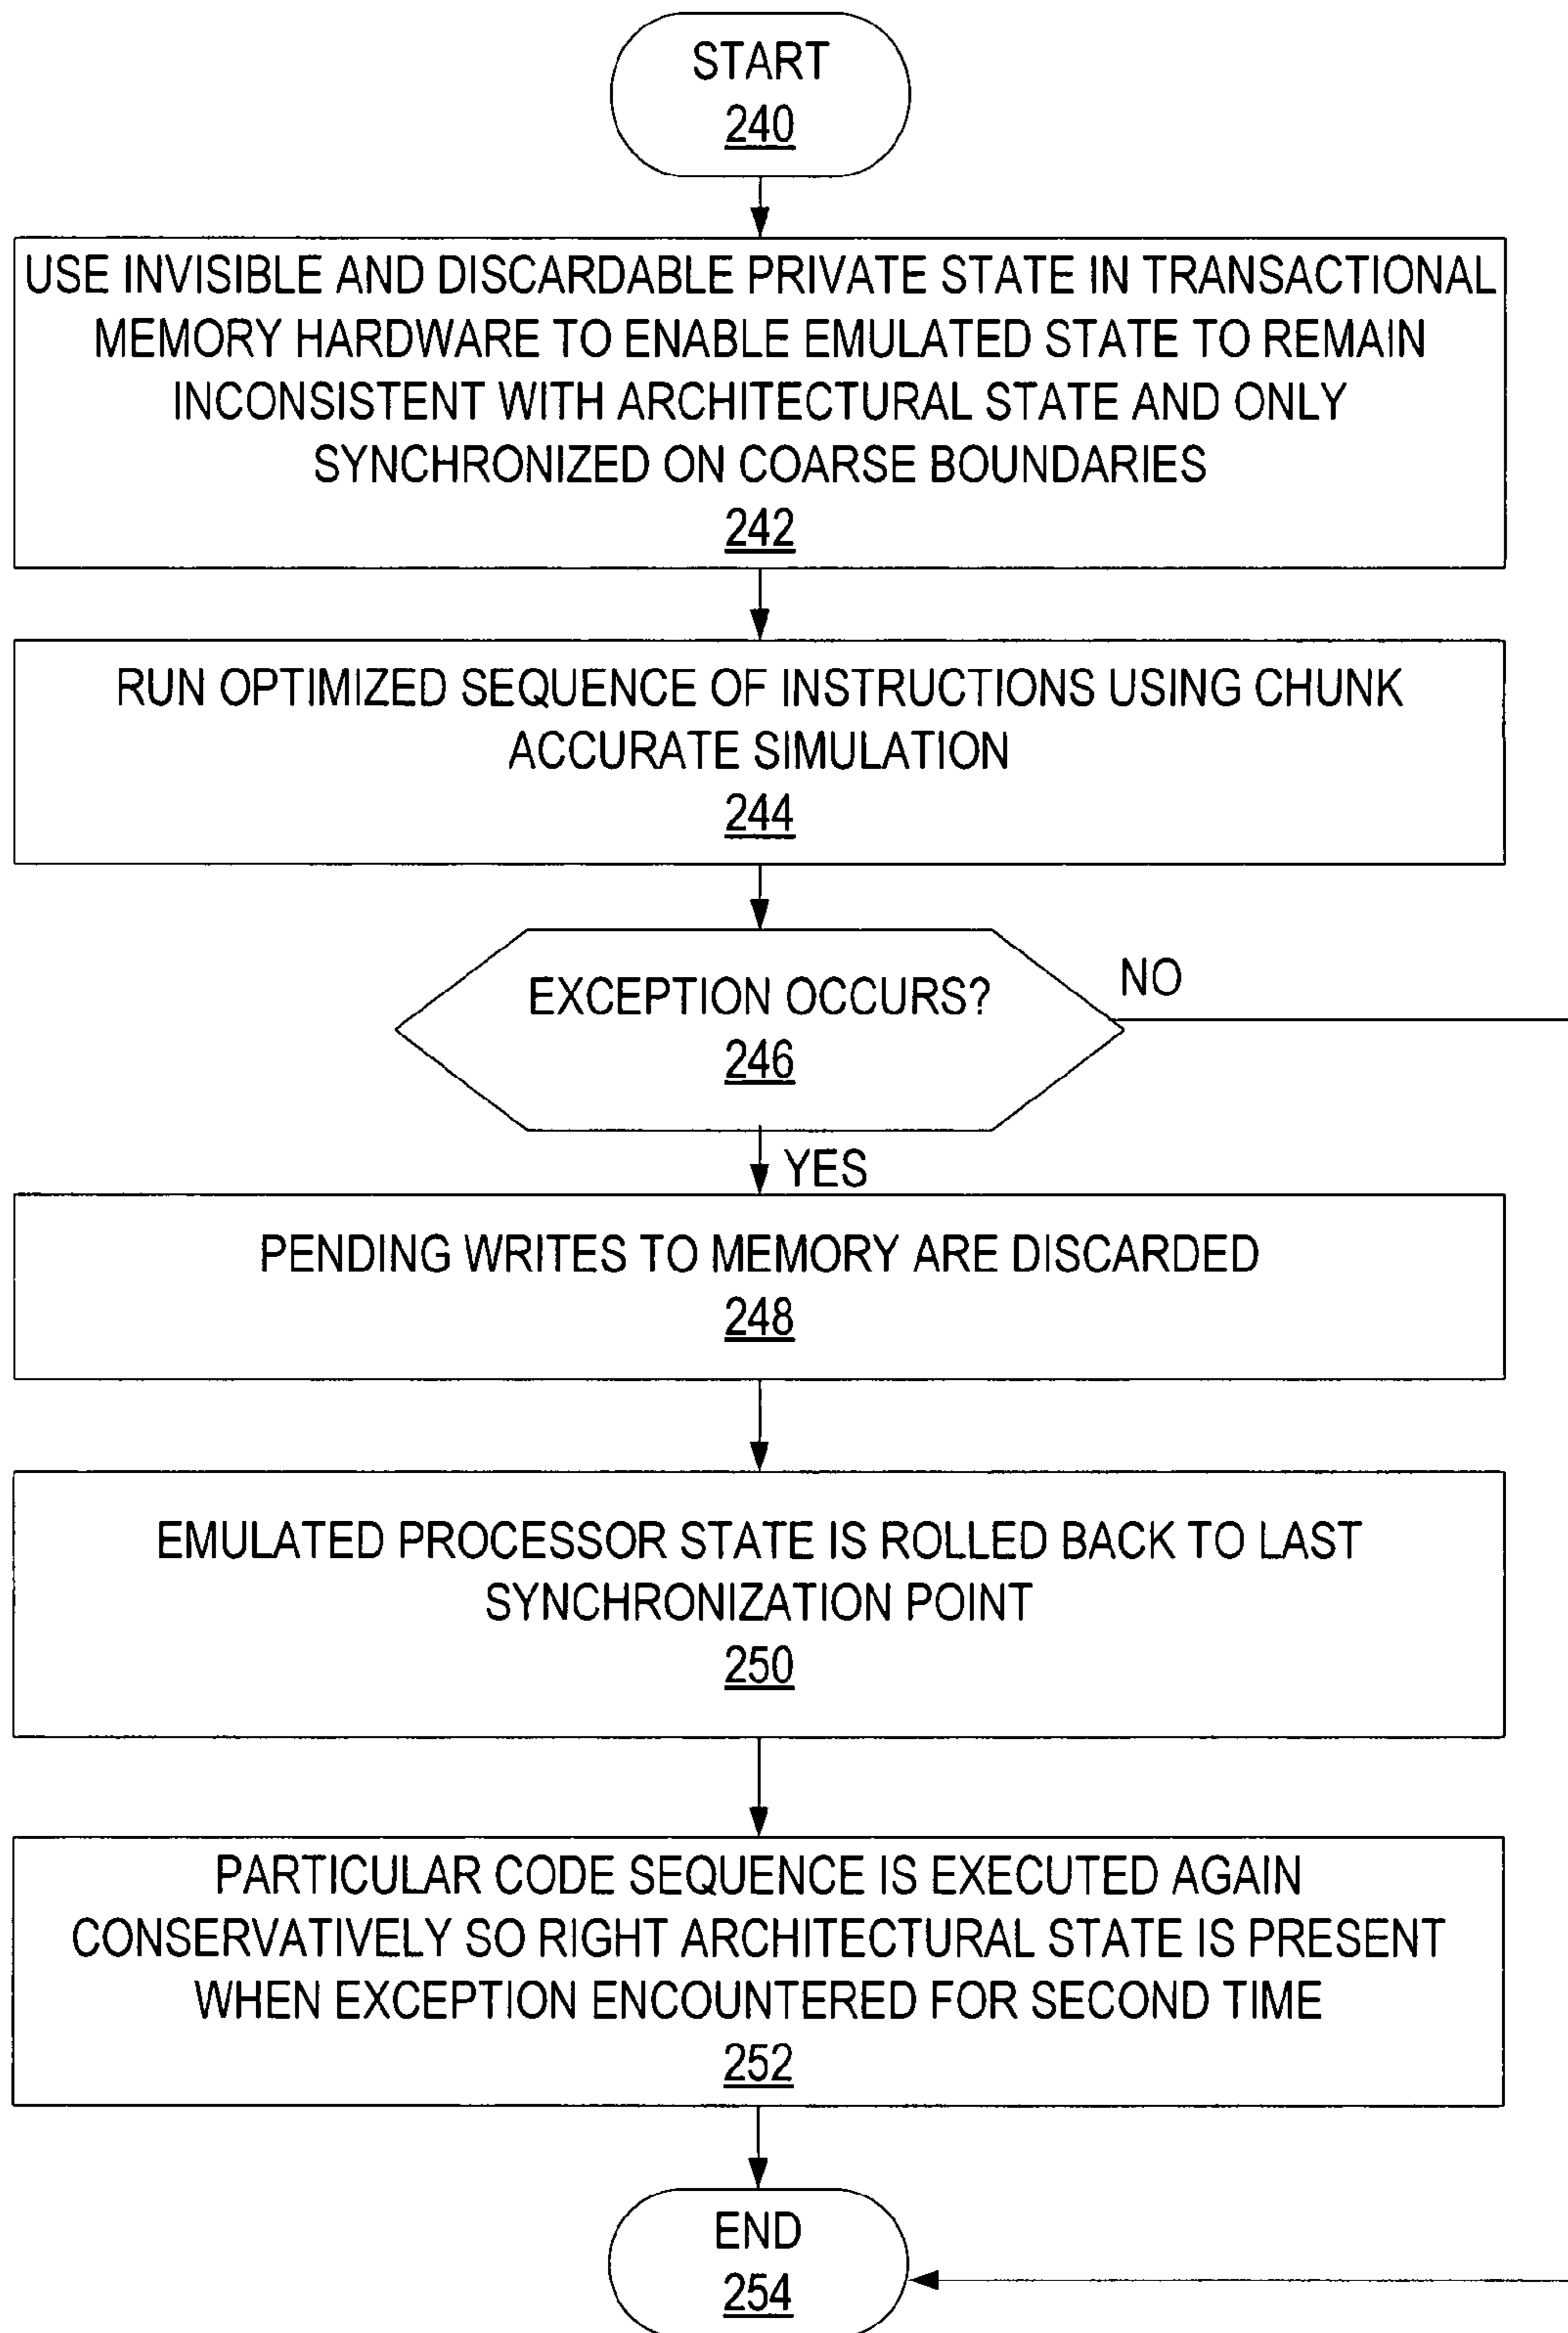 START
240
USE INVISIBLE AND DISCARDABLE PRIVATE STATE IN TRANSACTIONAL
MEMORY HARDWARE TO ENABLE EMULATED STATE TO REMAIN
INCONSISTENT WITH ARCHITECTURAL STATE AND ONLY
SYNCHRONIZED ON COARSE BOUNDARIES
242
RUN OPTIMIZED SEQUENCE OF INSTRUCTIONS USING CHUNK
ACCURATE SIMULATION
244
NO
EXCEPTION OCCURS?
246
YES
PENDING WRITES TO MEMORY ARE DISCARDED
248
EMULATED PROCESSOR STATE IS ROLLED BACK TO LAST
SYNCHRONIZATION POINT
250
PARTICULAR CODE SEQUENCE IS EXECUTED AGAIN
CONSERVATIVELY SO RIGHT ARCHITECTURAL STATE IS PRESENT
WHEN EXCEPTION ENCOUNTERED FOR SECOND TIME
252
END
254